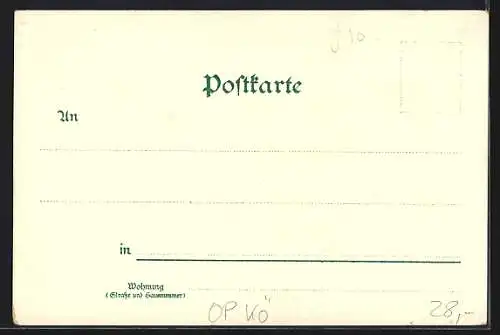 Postkarte
An
in
Wohnung
(Straße und Hausnummer)
OP KÖ
28,-